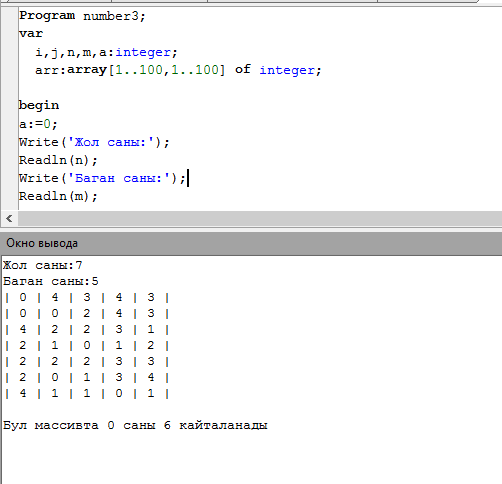 Program number3;
var
i,j,n,m,a:integer;
arr:array[1..100,1..100] of integer;
begin
a:=0;
Write('Жол саны:');
Readln(n);
Write('Баган саны:');
Readln(m);
Окно вывода
Жол саны:7
Баган саны:5
| 0 | 4 | 3 | 4 | 3 |
| 0 | 0 | 2 | 4 | 3 |
| 4 | 2 | 2 | 3 | 1 |
| 2 | 1 | 0 | 1 | 2 |
| 2 | 2 | 2 | 3 | 3 |
| 2 | 0 | 1 | 3 | 4 |
| 4 | 1 | 1 | 0 | 1 |
Бул массивта 0 саны 6 кайталанады